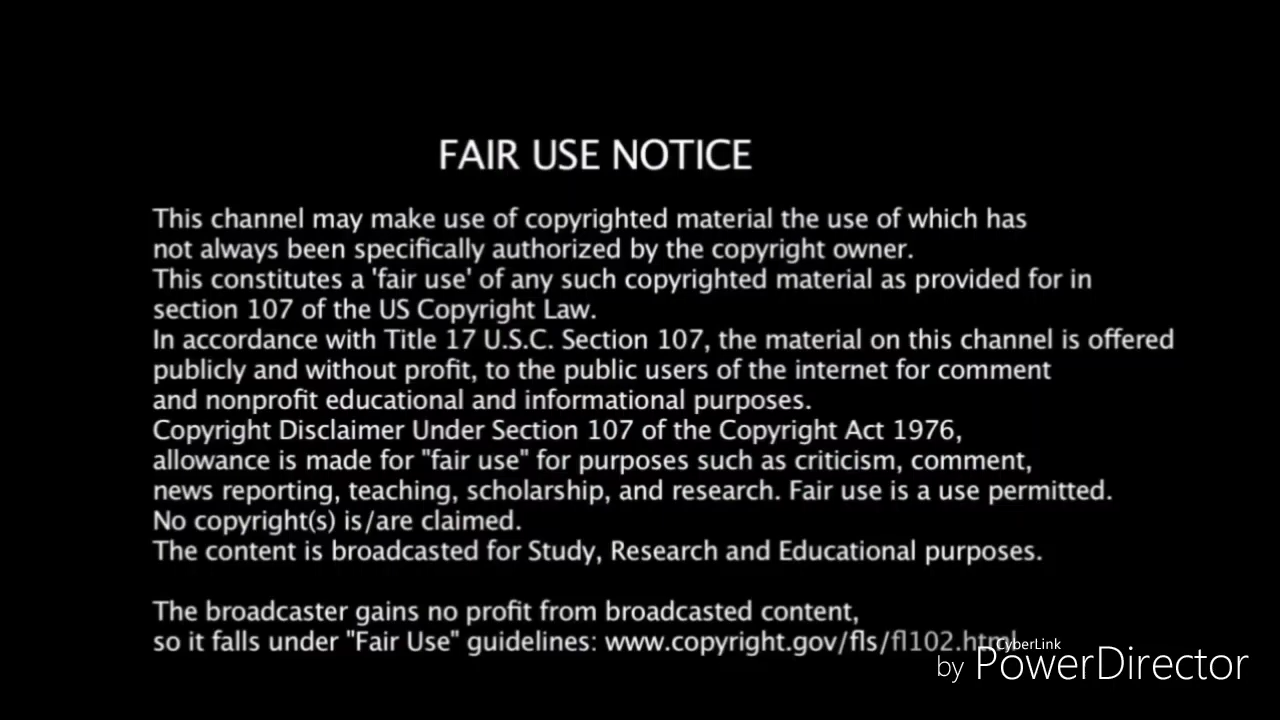 FAIR USE NOTICE
This channel may make use of copyrighted material the use of which has
not always been specifically authorized by the copyright owner.
This constitutes a 'fair use' of any such copyrighted material as provided for in
section 107 of the US Copyright Law.
In accordance with Title 17 U.S.C. Section 107, the material on this channel is offered
publicly and without profit, to the public users of the internet for comment
and nonprofit educational and informational purposes.
Copyright Disclaimer Under Section 107 of the Copyright Act 1976,
allowance is made for "fair use" for purposes such as criticism, comment,
news reporting, teaching, scholarship, and research. Fair use is a use permitted.
No copyright(s) is/are claimed.
The content is broadcasted for Study, Research and Educational purposes.
The broadcaster gains no profit from broadcasted content,
so it falls under "Fair Use" guidelines: www.copyright.gov/fls/fl102.html
CyberLink
by PowerDirector